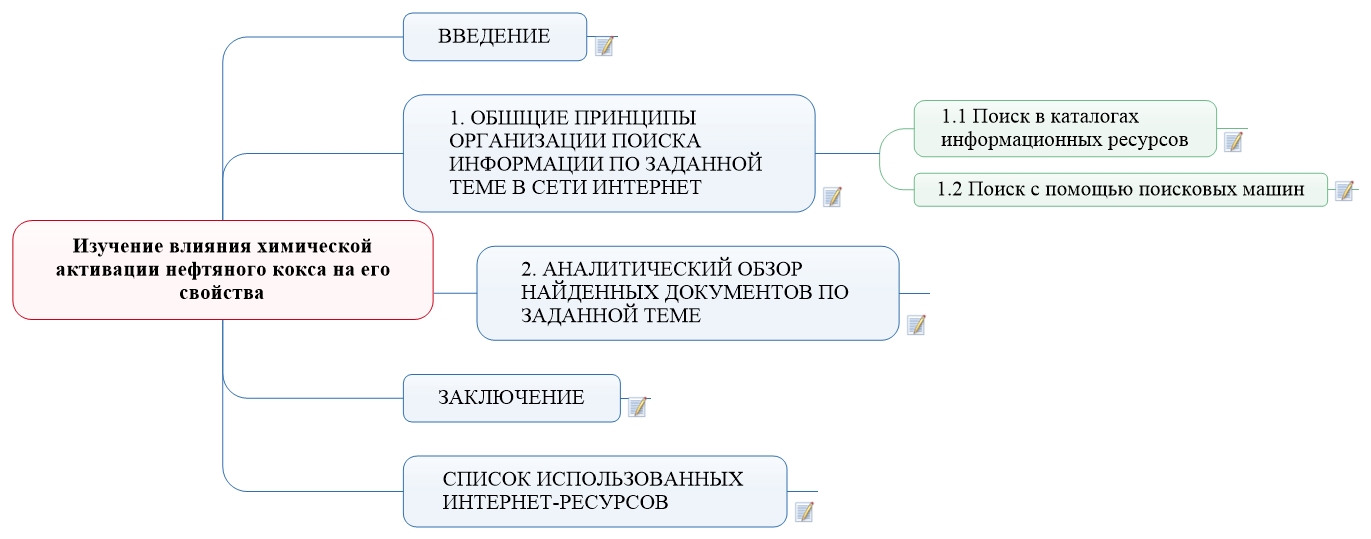 ВВЕДЕНИЕ
1. ОБШЩИЕ ПРИНЦИПЫ
ОРГАНИЗАЦИИ ПОИСКА
ИНФОРМАЦИИ ПО ЗАДАННОЙ
ТЕМЕ В СЕТИ ИНТЕРНЕТ
1.1 Поиск в каталогах
информационных ресурсов
1.2 Поиск с помощью поисковых машин
Изучение влияния химической
активации нефтяного кокса на его
свойства
2. АНАЛИТИЧЕСКИЙ ОБЗОР
НАЙДЕННЫХ ДОКУМЕНТОВ ПО
ЗАДАННОЙ ТЕМЕ
ЗАКЛЮЧЕНИЕ
СПИСОК ИСПОЛЬЗОВАННЫХ
ИНТЕРНЕТ-РЕСУРСОВ